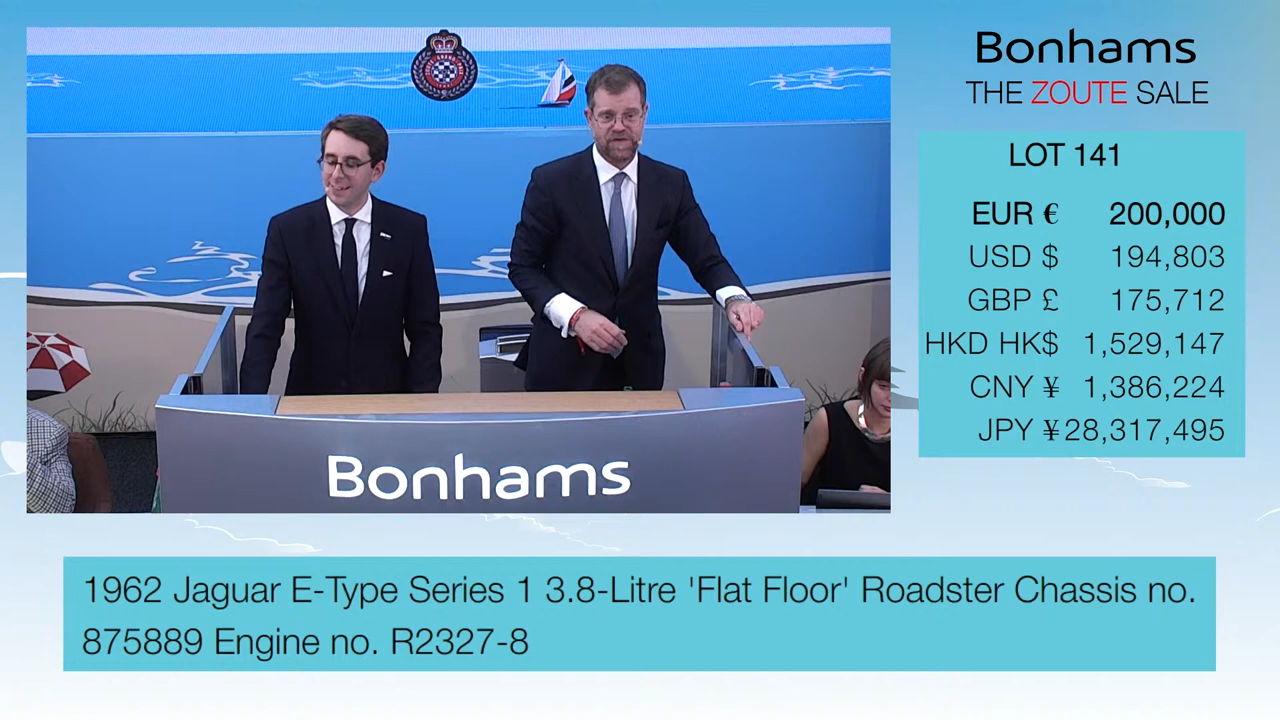 Bonhams
THE ZOUTE SALE
LOT 141
EUR € 200,000
USD $ 194,803
GBP £ 175,712
HKD HK$ 1,529,147
CNY ¥ 1,386,224
JPY ¥ 28,317,495
Bonhams
1962 Jaguar E-Type Series 1 3.8-Litre 'Flat Floor' Roadster Chassis no.
875889 Engine no. R2327-8